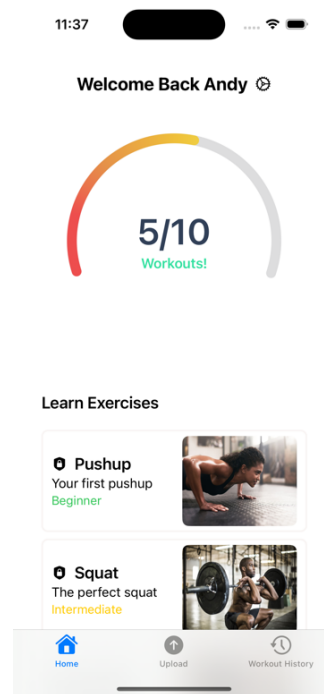 11:37
Welcome Back Andy
5/10
Workouts!
Learn Exercises
Pushup
Your first pushup
Beginner
Squat
The perfect squat
Intermediate
Home
Upload
Workout History